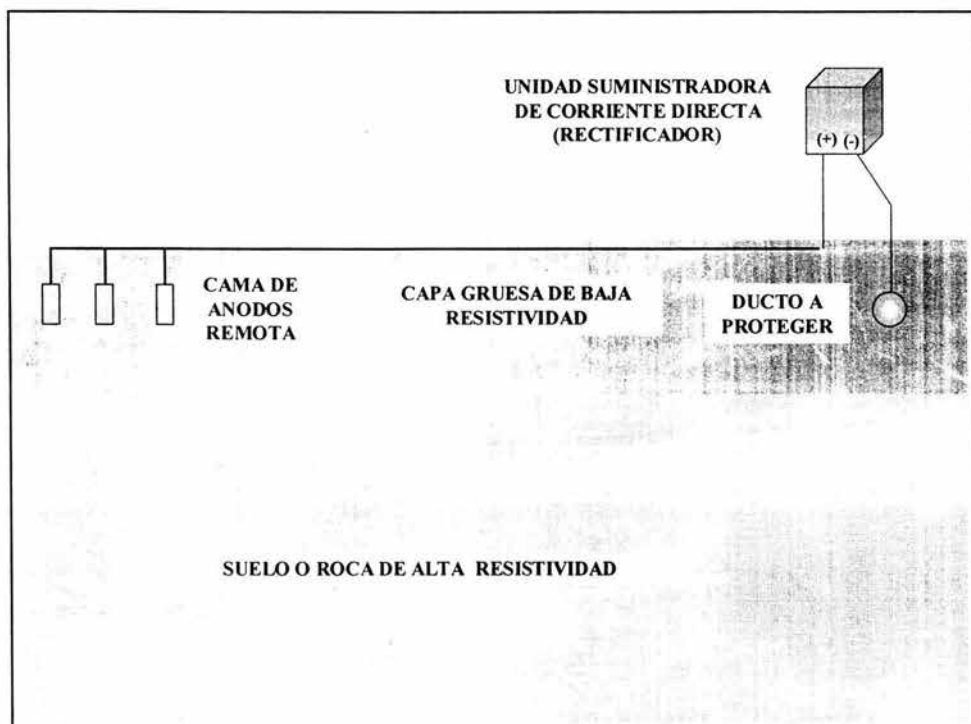 UNIDAD SUMINISTRADORA
DE CORRIENTE DIRECTA
(RECTIFICADOR)
(+) (-)
CAMA DE
ANODOS
REMOTA
CAPA GRUESA DE BAJA
RESISTIVIDAD
DUCTO A
PROTEGER
SUELO O ROCA DE ALTA RESISTIVIDAD